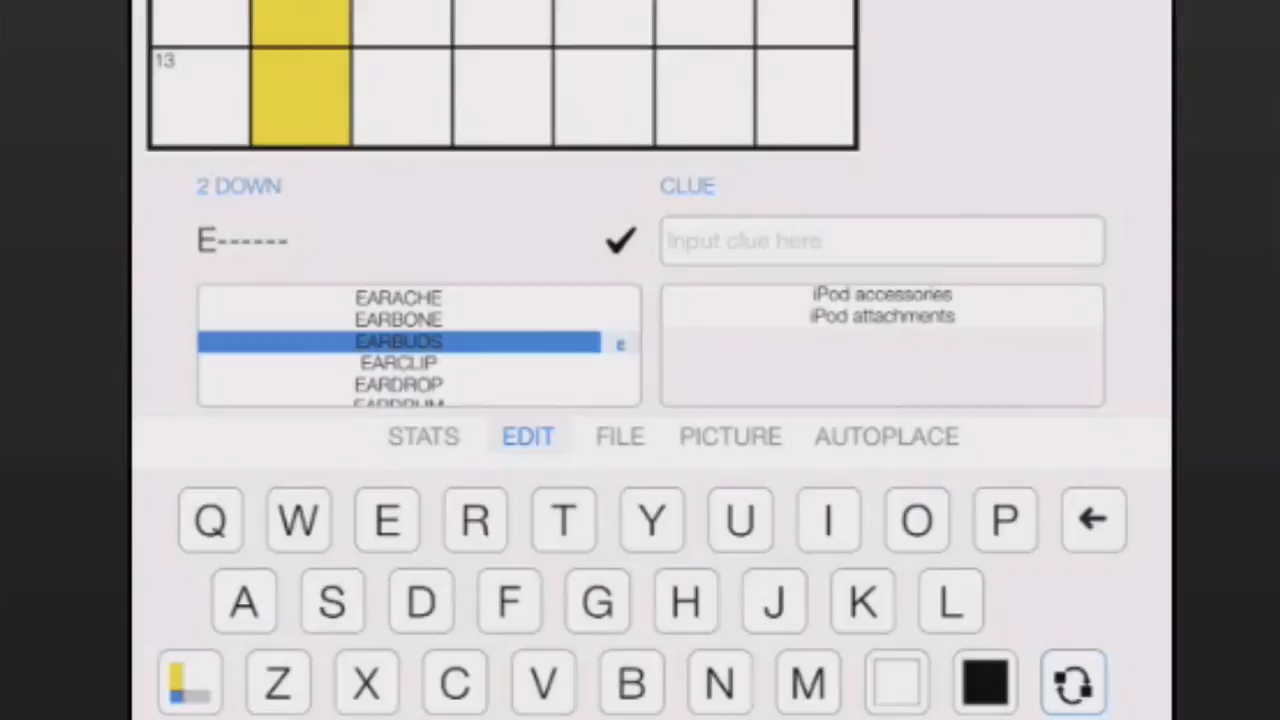 13
2 DOWN
CLUE
E------
Input clue here
EARACHE
EARBONE
EARBUDS
e
EARCLIP
EARDROP
EARDRUM
iPod accessories
iPod attachments
STATS EDIT FILE PICTURE AUTOPLACE
Q W E R T Y U I O P
A S D F G H J K L
Z X C V B N M